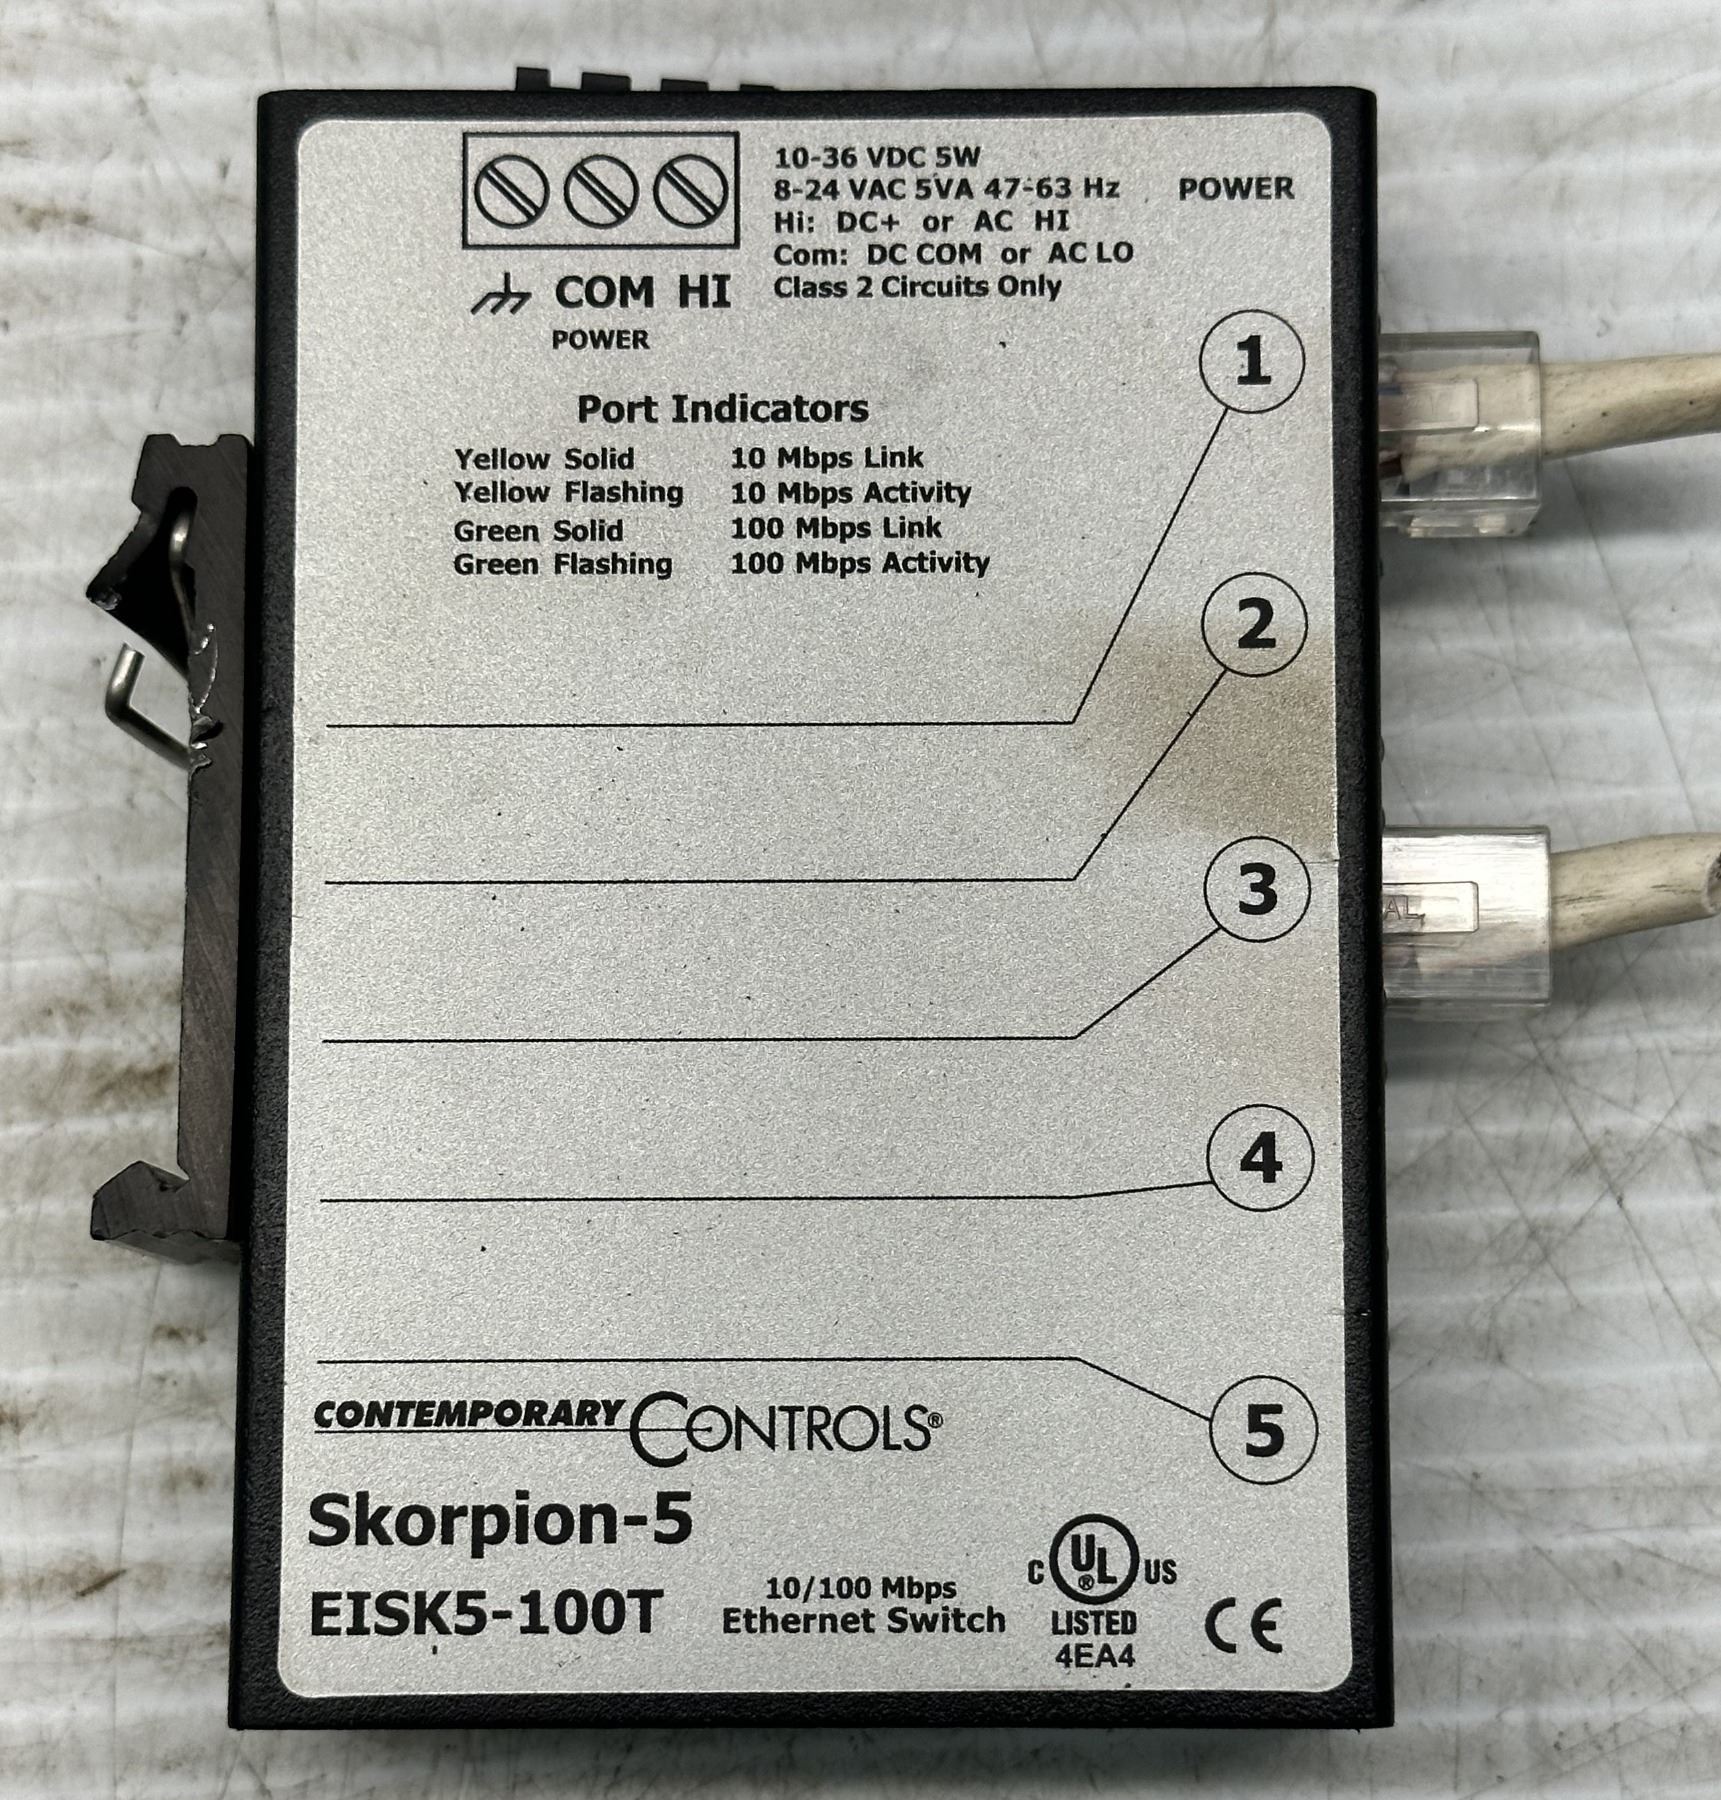 10-36 VDC 5W
8-24 VAC 5VA 47-63 Hz
POWER
Hi: DC+ or AC HI
Com: DC COM or AC LO
Class 2 Circuits Only
COM HI
POWER
1
Port Indicators
Yellow Solid 10 Mbps Link
Yellow Flashing 10 Mbps Activity
Green Solid 100 Mbps Link
Green Flashing 100 Mbps Activity
2
3
4
5
CONTEMPORARY CONTROLS®
Skorpion-5
EISK5-100T
10/100 Mbps
Ethernet Switch
C UL® US
LISTED
4EA4
CE